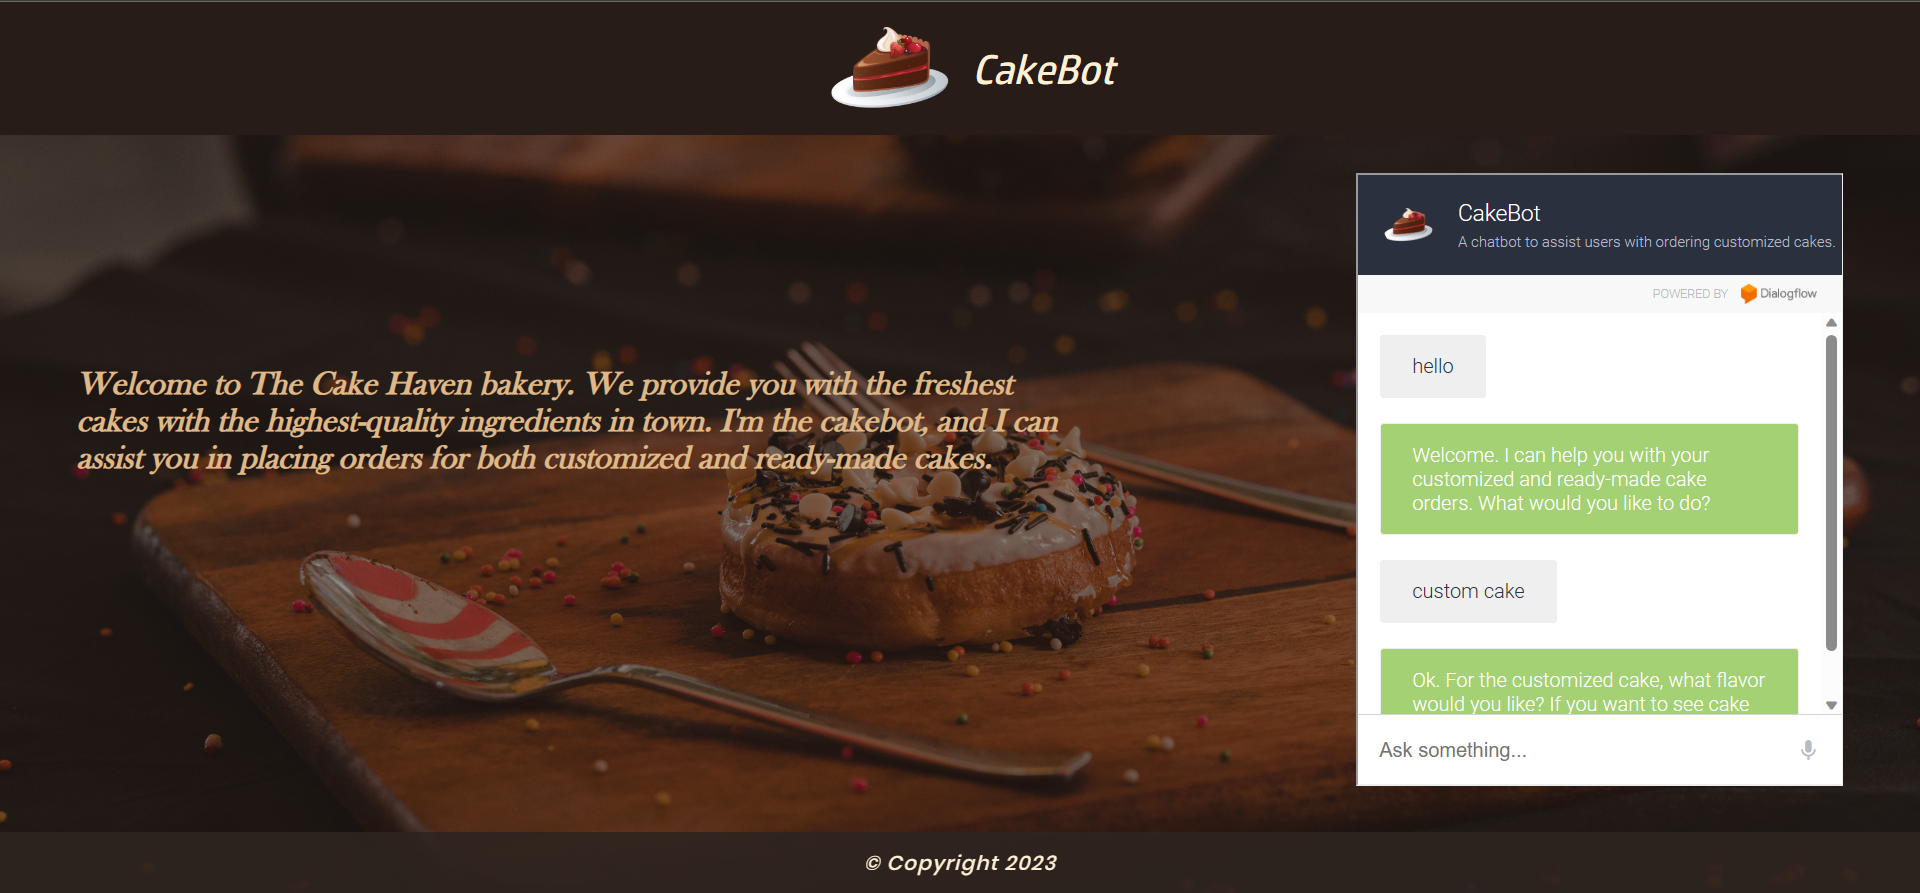 CakeBot
Welcome to The Cake Haven bakery. We provide you with the freshest
cakes with the highest-quality ingredients in town. I'm the cakebot, and I can
assist you in placing orders for both customized and ready-made cakes.
CakeBot
A chatbot to assist users with ordering customized cakes.
POWERED BY Dialogflow
hello
Welcome. I can help you with your
customized and ready-made cake
orders. What would you like to do?
custom cake
Ok. For the customized cake, what flavor
would you like? If you want to see cake
Ask something...
© Copyright 2023